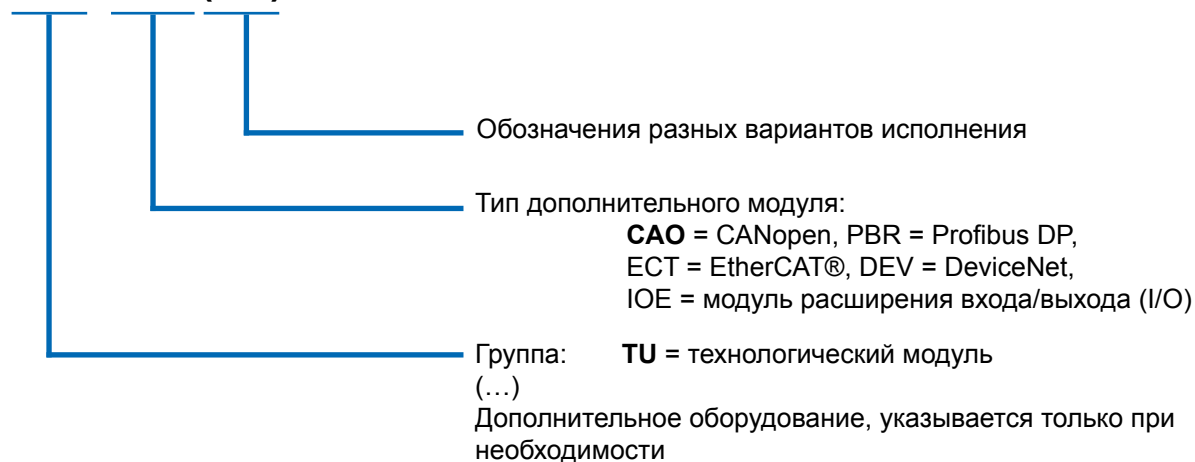 Обозначения разных вариантов исполнения
Тип дополнительного модуля:
CAO = CANopen, PBR = Profibus DP,
ECT = EtherCAT®, DEV = DeviceNet,
IOE = модуль расширения входа/выхода (I/O)
Группа: TU = технологический модуль
(…)
Дополнительное оборудование, указывается только при
необходимости